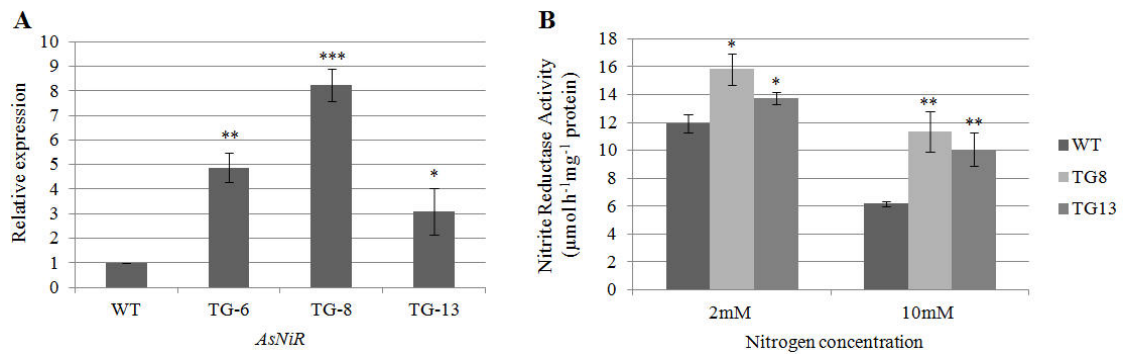 A
Relative expression
10
9
8
7
6
5
4
3
2
1
0
**
***
*
WT TG-6 TG-8 TG-13
AsNiR
B
Nitrite Reductase Activity
(µmol h⁻¹mg⁻¹ protein)
18
16
14
12
10
8
6
4
2
0
*
*
**
**
2mM 10mM
Nitrogen concentration
WT
TG8
TG13